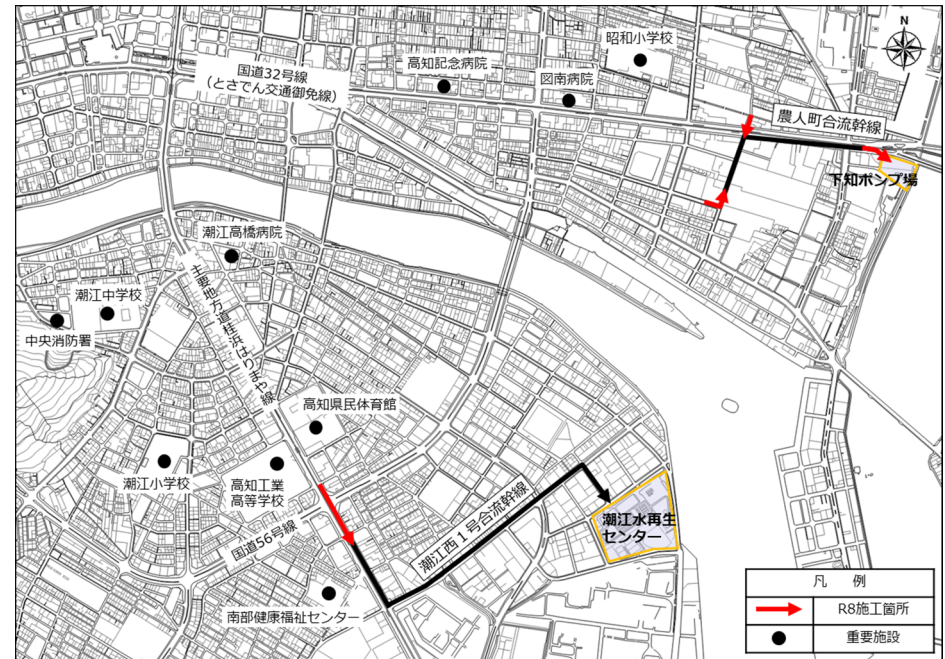 N
昭和小学校
高知記念病院
図南病院
国道32号線
(とさでん交通御免線)
農人町合流幹線
下知ポンプ場
潮江高橋病院
潮江中学校
中央消防署
主要地方道桂浜はりまや線
高知県民体育館
潮江小学校
高知工業
高等学校
国道56号線
潮江西1号合流幹線
潮江水再生
センター
南部健康福祉センター
凡 例
R8施工箇所
重要施設